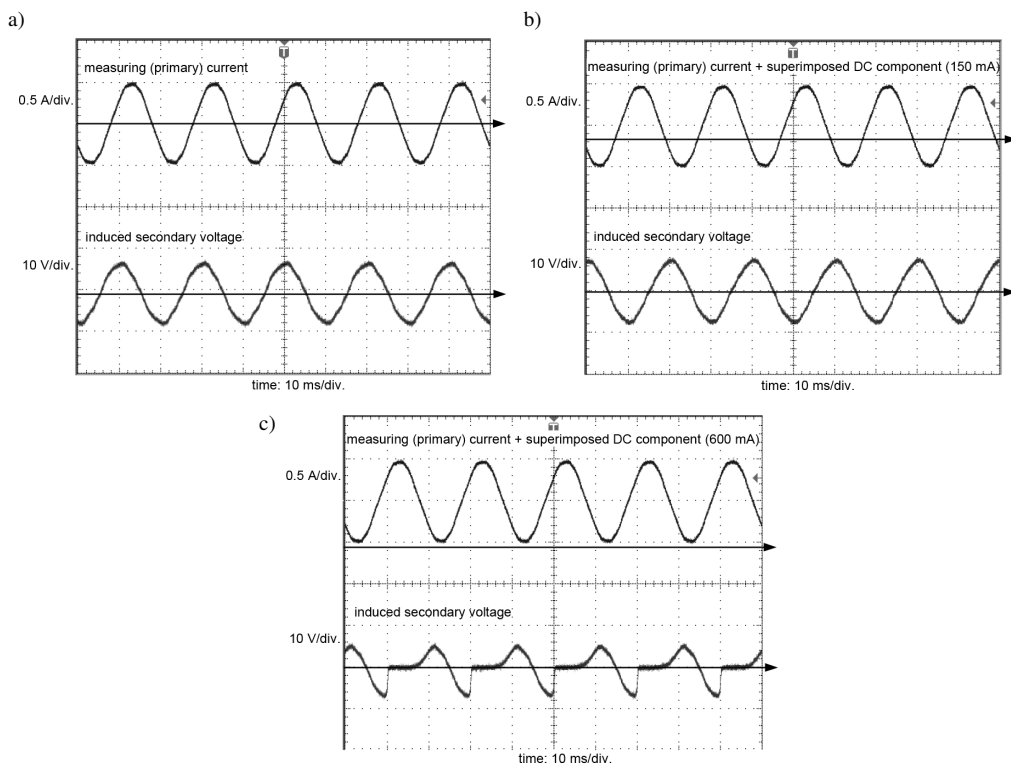 a)
T
measuring (primary) current
0.5 A/div.
induced secondary voltage
10 V/div.
time: 10 ms/div.
b)
T
measuring (primary) current + superimposed DC component (150 mA)
0.5 A/div.
induced secondary voltage
10 V/div.
time: 10 ms/div.
c)
T
measuring (primary) current + superimposed DC component (600 mA)
0.5 A/div.
induced secondary voltage
10 V/div.
time: 10 ms/div.